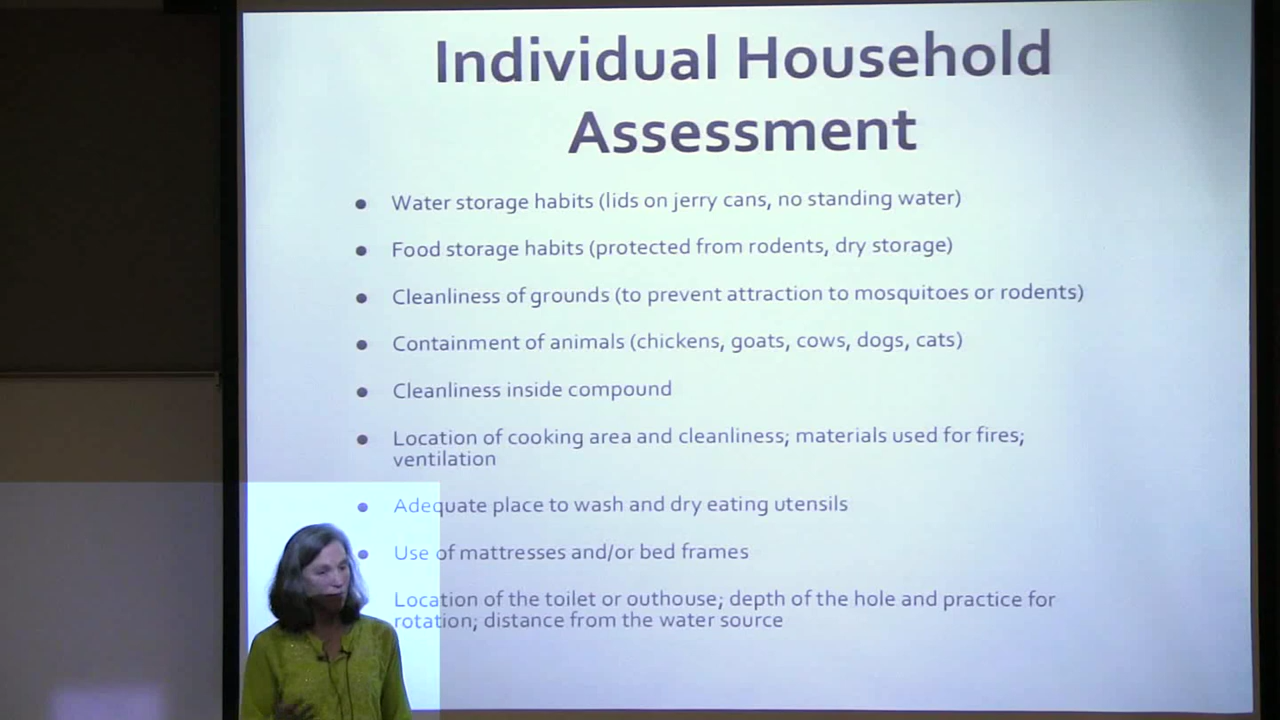 Individual Household
Assessment
• Water storage habits (lids on jerry cans, no standing water)
• Food storage habits (protected from rodents, dry storage)
• Cleanliness of grounds (to prevent attraction to mosquitoes or rodents)
• Containment of animals (chickens, goats, cows, dogs, cats)
• Cleanliness inside compound
• Location of cooking area and cleanliness; materials used for fires;
ventilation
• Adequate place to wash and dry eating utensils
• Use of mattresses and/or bed frames
Location of the toilet or outhouse; depth of the hole and practice for
rotation; distance from the water source